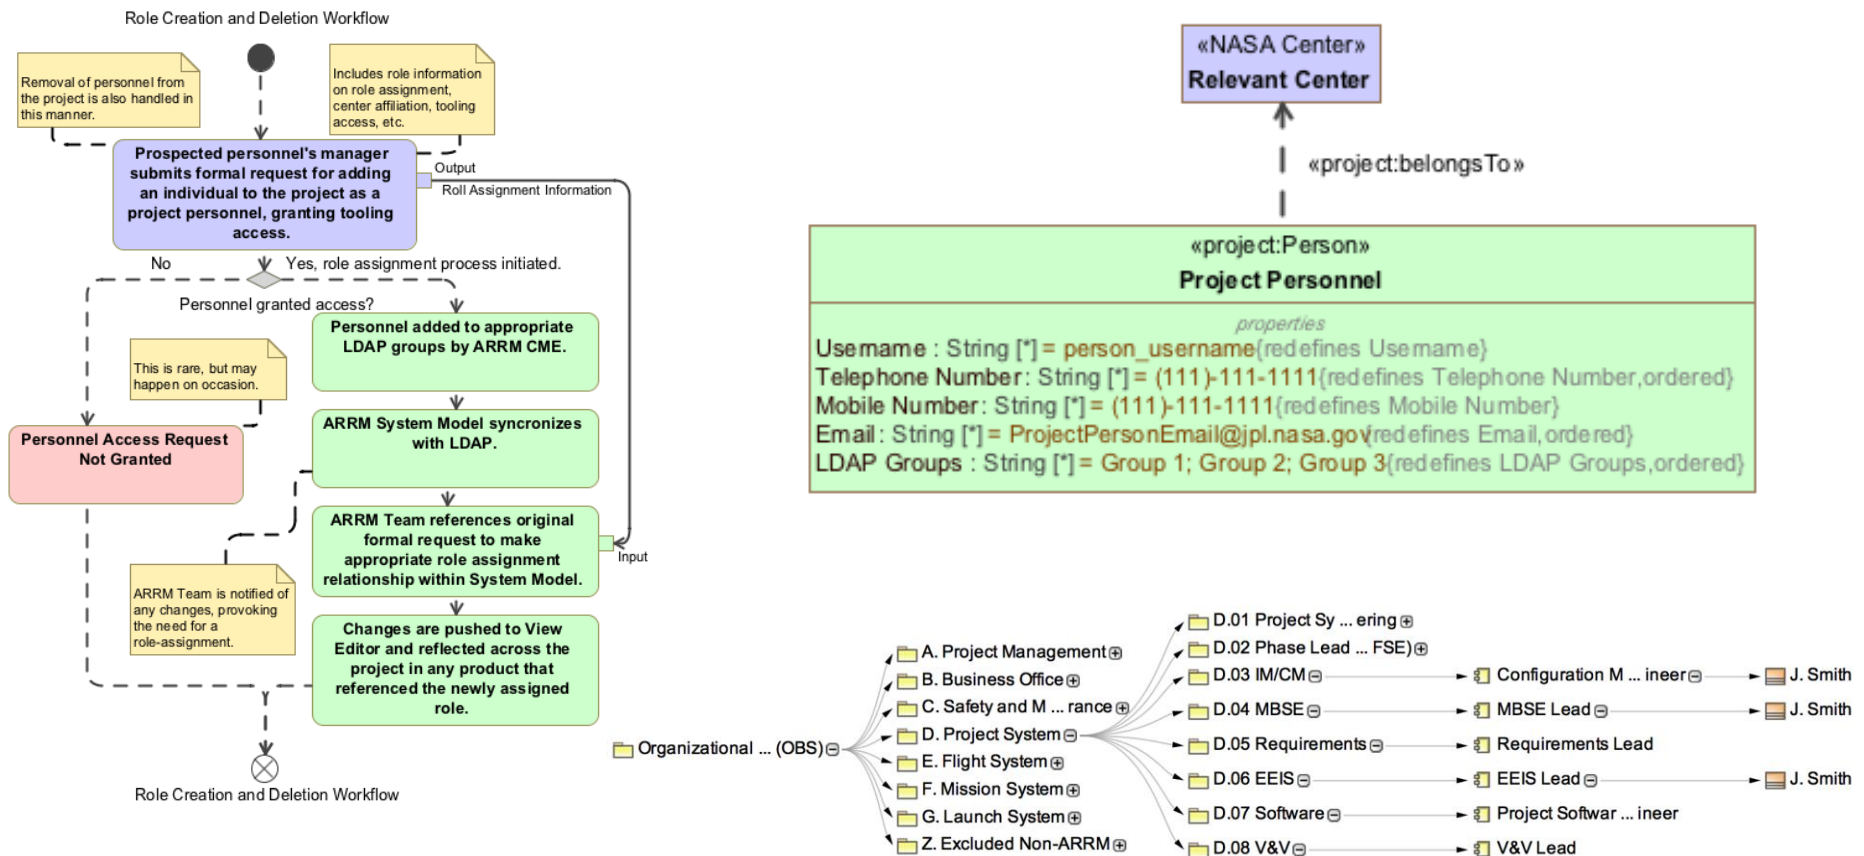 Role Creation and Deletion Workflow
Removal of personnel from
the project is also handled in
this manner.
Includes role information
on role assignment,
center affiliation, tooling
access, etc.
Prospected personnel's manager
submits formal request for adding
an individual to the project as a
project personnel, granting tooling
access.
Output
Roll Assignment Information
No
Yes, role assignment process initiated.
Personnel granted access?
Personnel added to appropriate
LDAP groups by ARRM CME.
This is rare, but may
happen on occasion.
Personnel Access Request
Not Granted
ARRM System Model syncronizes
with LDAP.
ARRM Team references original
formal request to make
appropriate role assignment
relationship within System Model.
Input
ARRM Team is notified of
any changes, provoking
the need for a
role-assignment.
Changes are pushed to View
Editor and reflected across the
project in any product that
referenced the newly assigned
role.
Role Creation and Deletion Workflow
«NASA Center»
Relevant Center
«project:belongsTo»
«project:Person»
Project Personnel
properties
Username : String [*] = person_username{redefines Username}
Telephone Number : String [*] = (111)-111-1111{redefines Telephone Number,ordered}
Mobile Number : String [*] = (111)-111-1111{redefines Mobile Number}
Email : String [*] = ProjectPersonEmail@jpl.nasa.gov{redefines Email,ordered}
LDAP Groups : String [*] = Group 1; Group 2; Group 3{redefines LDAP Groups,ordered}
Organizational ... (OBS)
A. Project Management
B. Business Office
C. Safety and M ... rance
D. Project System
E. Flight System
F. Mission System
G. Launch System
Z. Excluded Non-ARRM
D.01 Project Sy ... ering
D.02 Phase Lead ... FSE)
D.03 IM/CM
Configuration M ... ineer
J. Smith
D.04 MBSE
MBSE Lead
J. Smith
D.05 Requirements
Requirements Lead
D.06 EEIS
EEIS Lead
J. Smith
D.07 Software
Project Softwar ... ineer
D.08 V&V
V&V Lead